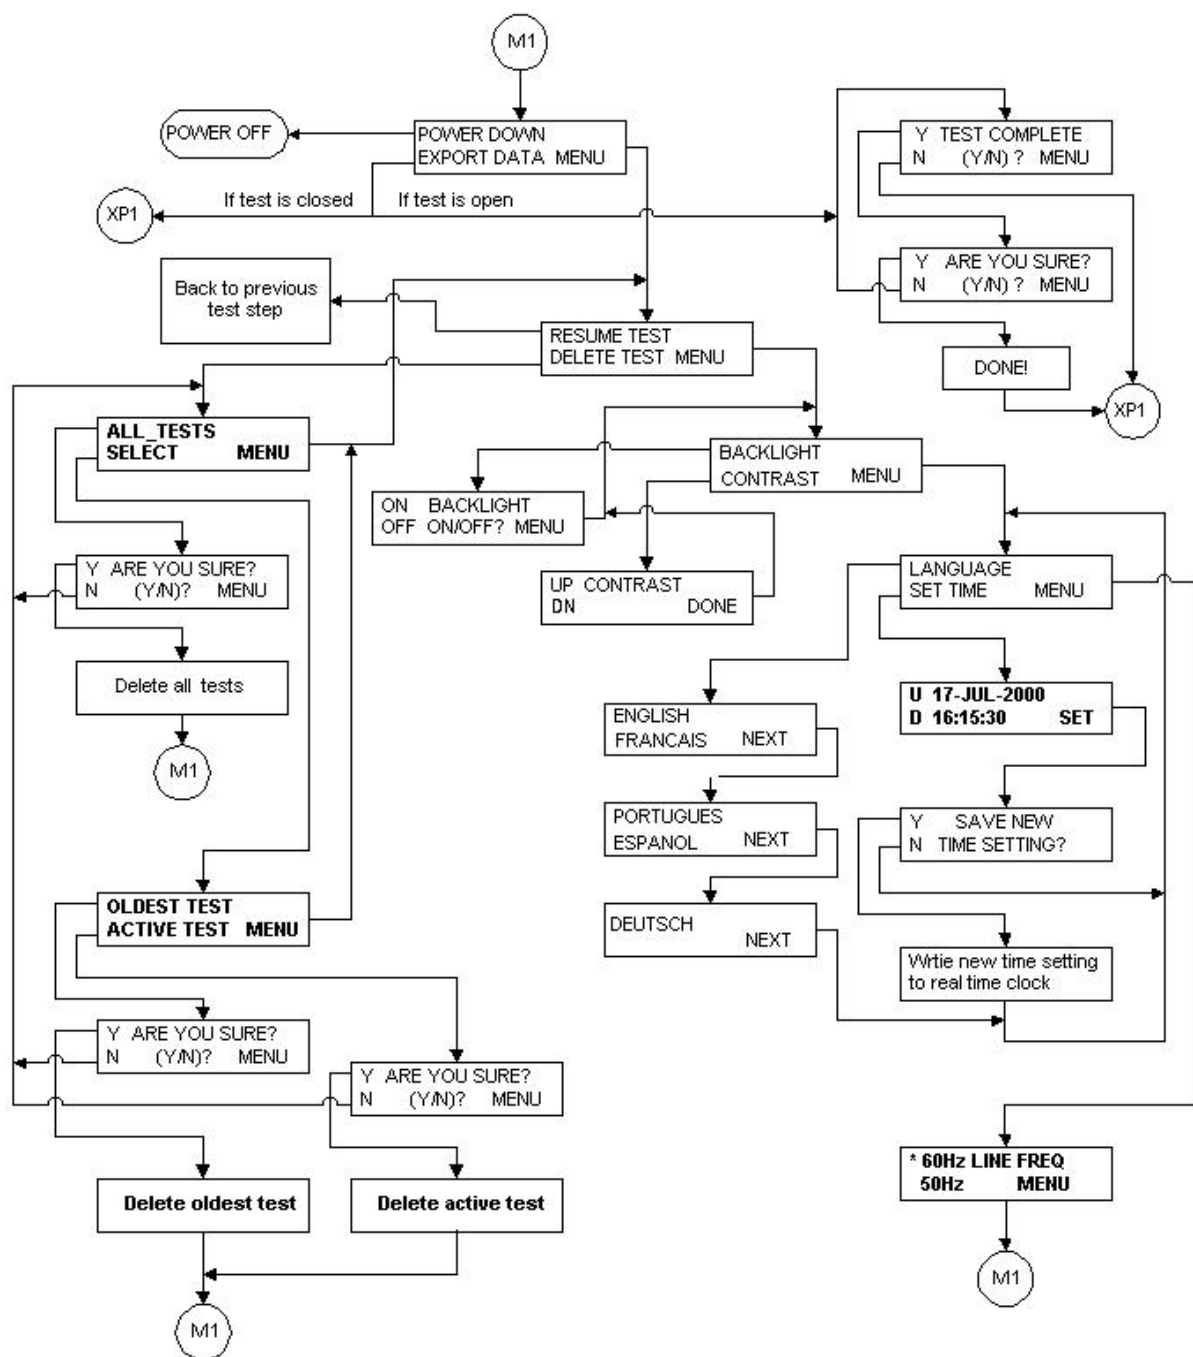 M1
POWER OFF
POWER DOWN
EXPORT DATA MENU
If test is closed
If test is open
XP1
Y TEST COMPLETE
N (Y/N) ? MENU
Y ARE YOU SURE?
N (Y/N) ? MENU
DONE!
XP1
Back to previous
test step
RESUME TEST
DELETE TEST MENU
ALL_TESTS
SELECT MENU
BACKLIGHT
CONTRAST MENU
ON BACKLIGHT
OFF ON/OFF? MENU
UP CONTRAST
DN DONE
LANGUAGE
SET TIME MENU
Y ARE YOU SURE?
N (Y/N)? MENU
Delete all tests
M1
ENGLISH
FRANCAIS NEXT
PORTUGUES
ESPANOL NEXT
DEUTSCH
NEXT
U 17-JUL-2000
D 16:15:30 SET
Y SAVE NEW
N TIME SETTING?
Wrtie new time setting
to real time clock
OLDEST TEST
ACTIVE TEST MENU
Y ARE YOU SURE?
N (Y/N)? MENU
Y ARE YOU SURE?
N (Y/N)? MENU
Delete oldest test
Delete active test
M1
* 60Hz LINE FREQ
50Hz MENU
M1